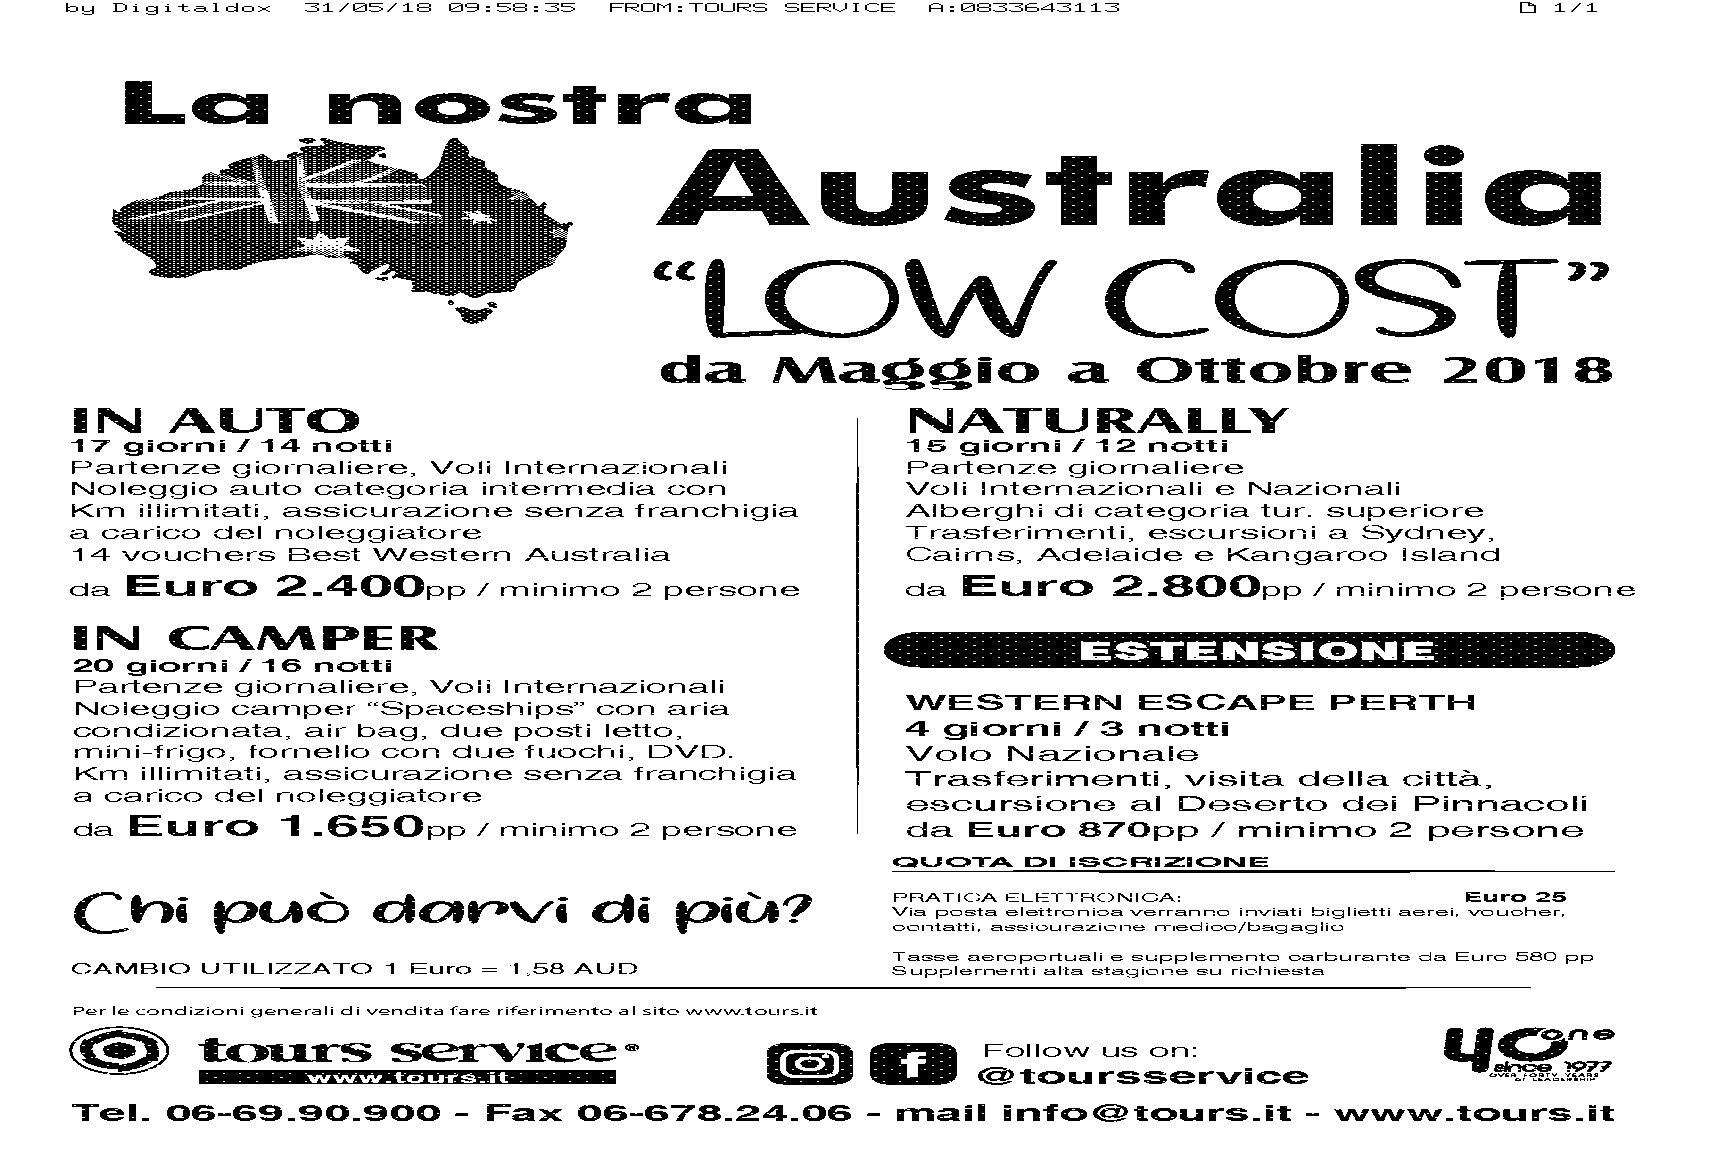 by Digitaldox 31/05/18 09:58:35 FROM:TOURS SERVICE A:0833643113 1/1
La nostra
Australia
“LOW COST”
da Maggio a Ottobre 2018
IN AUTO
17 giorni / 14 notti
Partenze giornaliere, Voli Internazionali
Noleggio auto categoria intermedia con
Km illimitati, assicurazione senza franchigia
a carico del noleggiatore
14 vouchers Best Western Australia
da Euro 2.400pp / minimo 2 persone
IN CAMPER
20 giorni / 16 notti
Partenze giornaliere, Voli Internazionali
Noleggio camper “Spaceships” con aria
condizionata, air bag, due posti letto,
mini-frigo, fornello con due fuochi, DVD.
Km illimitati, assicurazione senza franchigia
a carico del noleggiatore
da Euro 1.650pp / minimo 2 persone
Chi può darvi di più?
CAMBIO UTILIZZATO 1 Euro = 1,58 AUD
NATURALLY
15 giorni / 12 notti
Partenze giornaliere
Voli Internazionali e Nazionali
Alberghi di categoria tur. superiore
Trasferimenti, escursioni a Sydney,
Cairns, Adelaide e Kangaroo Island
da Euro 2.800pp / minimo 2 persone
ESTENSIONE
WESTERN ESCAPE PERTH
4 giorni / 3 notti
Volo Nazionale
Trasferimenti, visita della città,
escursione al Deserto dei Pinnacoli
da Euro 870pp / minimo 2 persone
QUOTA DI ISCRIZIONE
PRATICA ELETTRONICA: Euro 25
Via posta elettronica verranno inviati biglietti aerei, voucher,
contatti, assicurazione medico/bagaglio
Tasse aeroportuali e supplemento carburante da Euro 580 pp
Supplementi alta stagione su richiesta
Per le condizioni generali di vendita fare riferimento al sito www.tours.it
tours service®
www.tours.it
Follow us on:
@toursservice
40one
since 1977
OVER FORTY YEARS
OF LEADERSHIP
Tel. 06-69.90.900 - Fax 06-678.24.06 - mail info@tours.it - www.tours.it